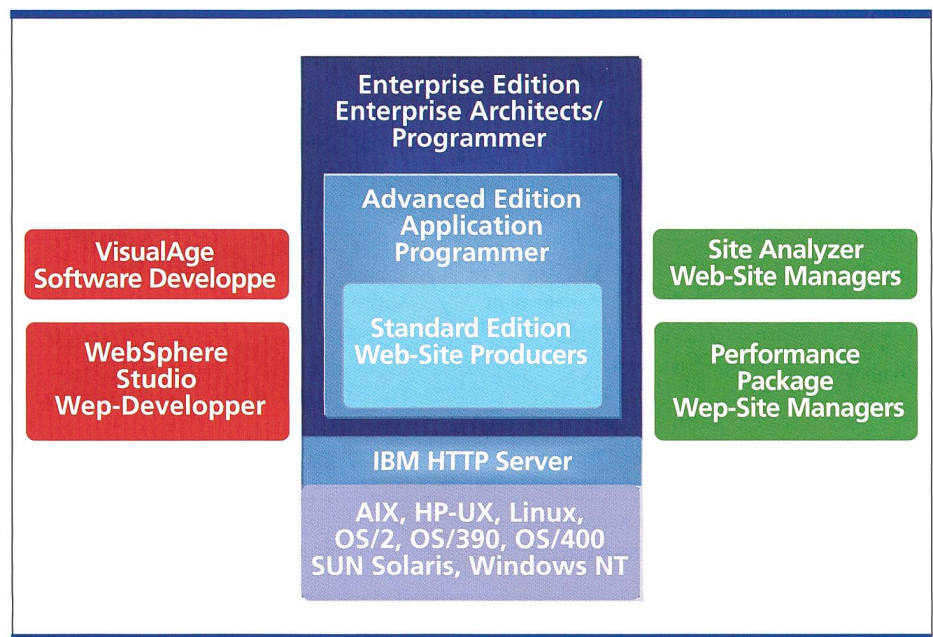 Enterprise Edition
Enterprise Architects/
Programmer
Advanced Edition
Application
Programmer
Standard Edition
Web-Site Producers
VisualAge
Software Developpe
WebSphere
Studio
Wep-Developper
Site Analyzer
Web-Site Managers
Performance
Package
Wep-Site Managers
IBM HTTP Server
AIX, HP-UX, Linux,
OS/2, OS/390, OS/400
SUN Solaris, Windows NT